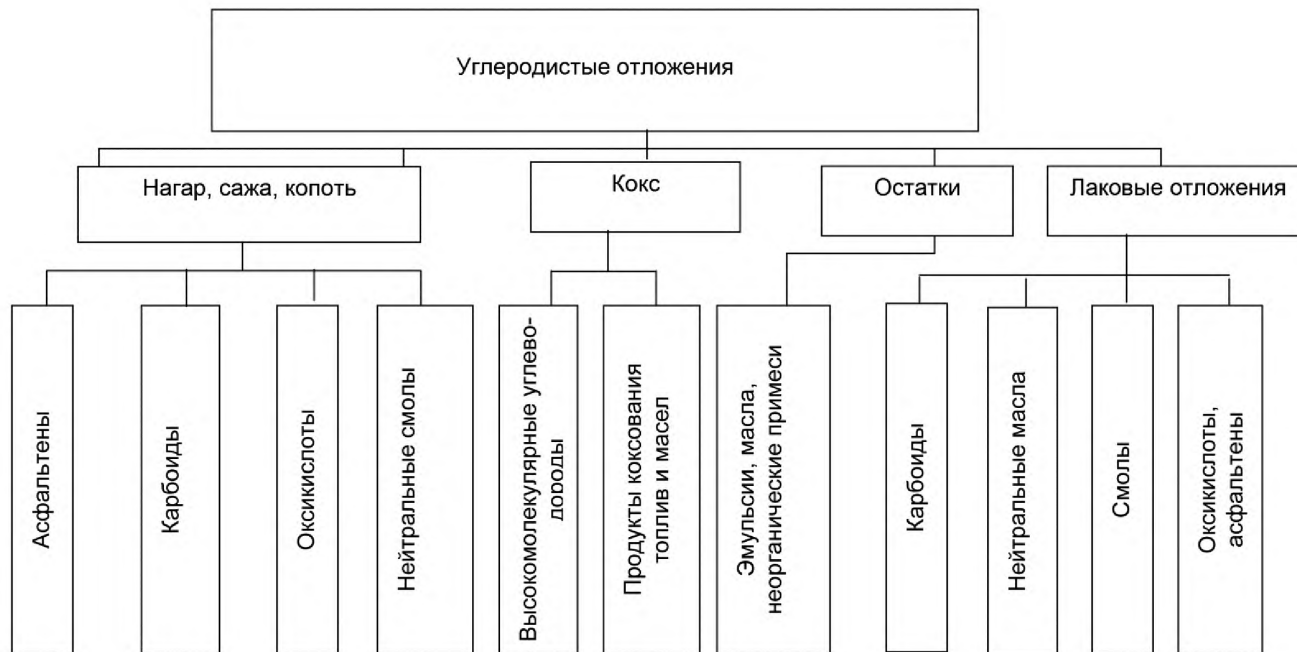 Углеродистые отложения
Нагар, сажа, копоть
Кокс
Остатки
Лаковые отложения
Асфальтены
Карбоиды
Оксикислоты
Нейтральные смолы
Высокомолекулярные углево-
дороды
Продукты коксования
топлив и масел
Эмульсии, масла,
неорганические примеси
Карбоиды
Нейтральные масла
Смолы
Оксикислоты,
асфальтены